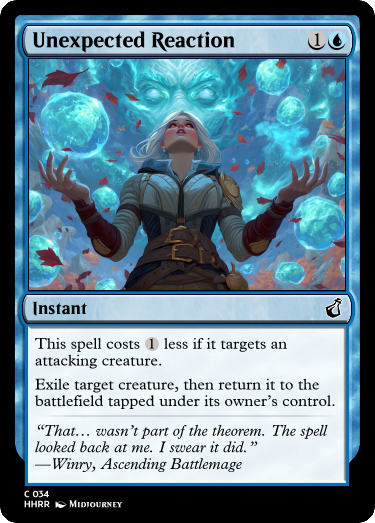 Unexpected Reaction 1
Instant
This spell costs 1 less if it targets an
attacking creature.
Exile target creature, then return it to the
battlefield tapped under its owner's control.
"That… wasn't part of the theorem. The spell
looked back at me. I swear it did."
—Winry, Ascending Battlemage
C 034
HHRR Midjourney